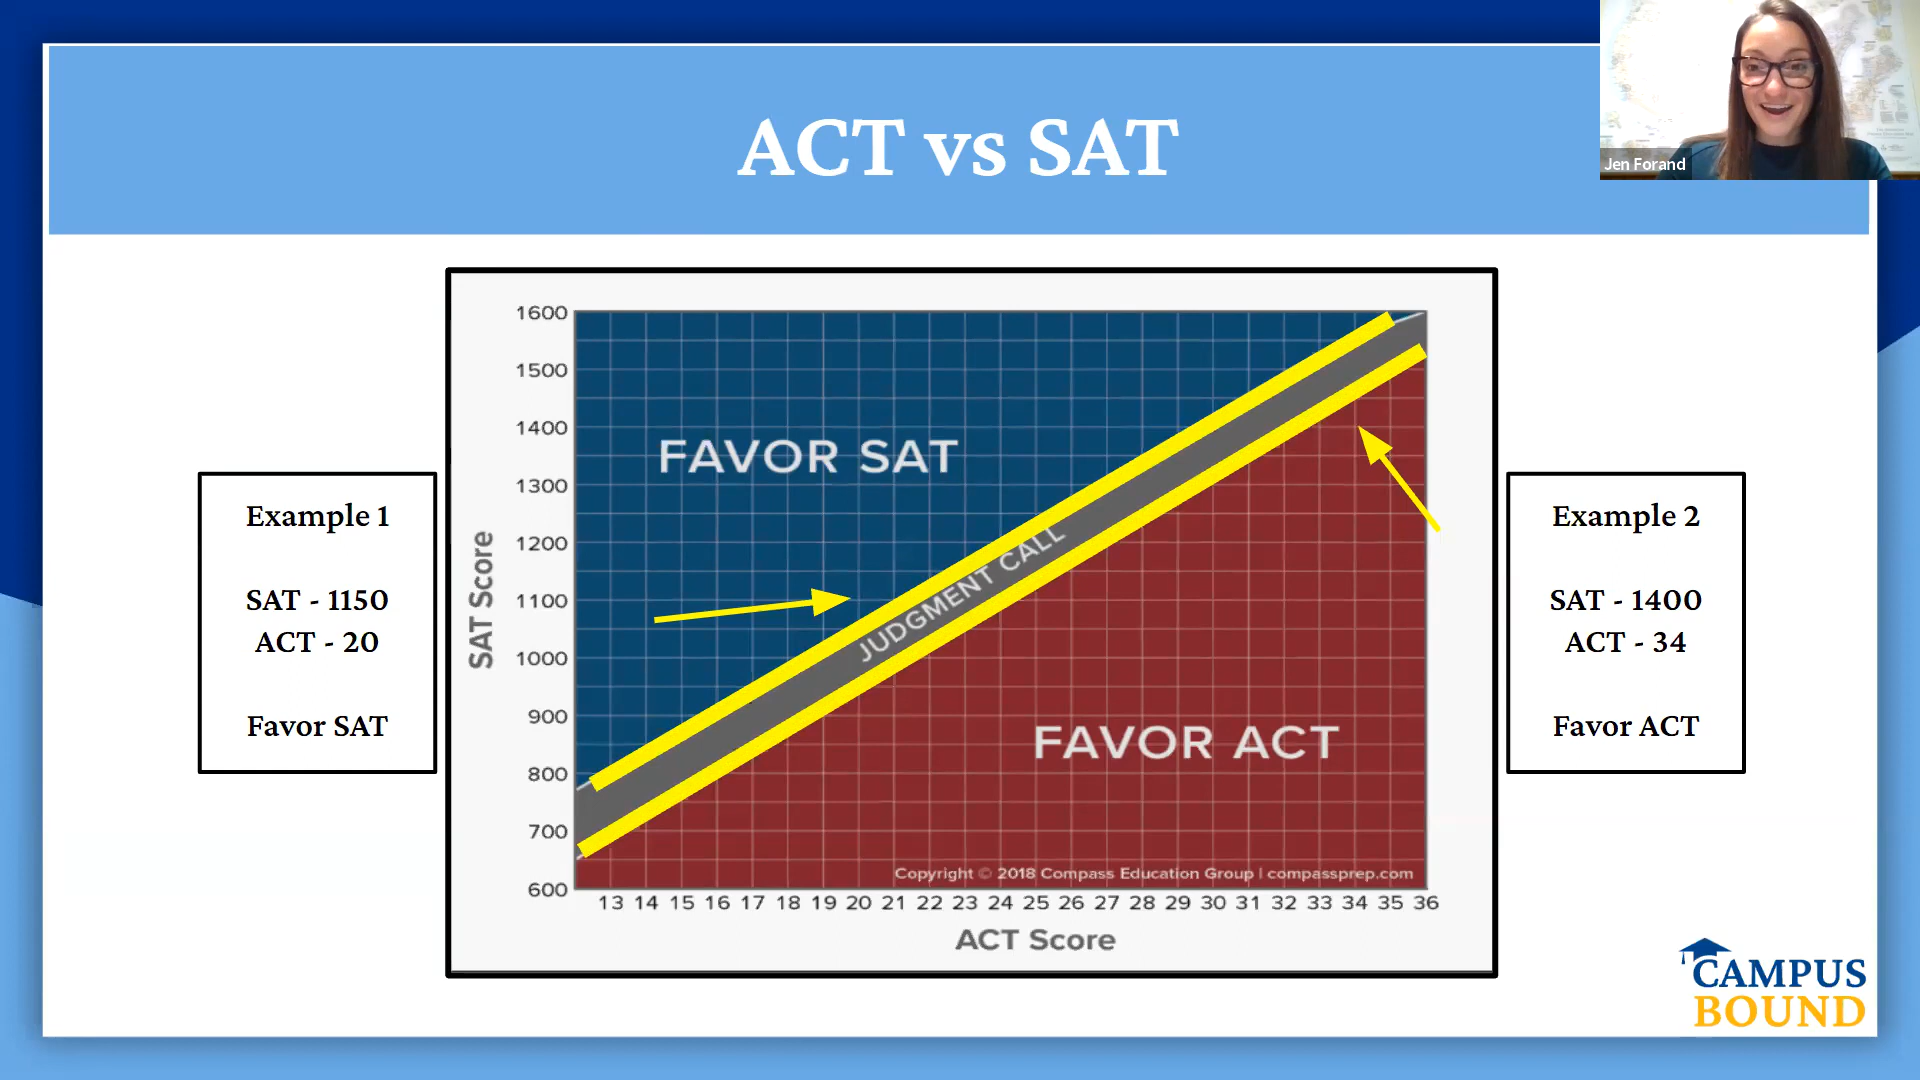 ACT vs SAT
Jen Forand
Example 1
SAT - 1150
ACT - 20
Favor SAT
SAT Score
1600
1500
1400
1300
1200
1100
1000
900
800
700
600
FAVOR SAT
JUDGMENT CALL
FAVOR ACT
Copyright © 2018 Compass Education Group | compassprep.com
13 14 15 16 17 18 19 20 21 22 23 24 25 26 27 28 29 30 31 32 33 34 35 36
ACT Score
Example 2
SAT - 1400
ACT - 34
Favor ACT
CAMPUS
BOUND